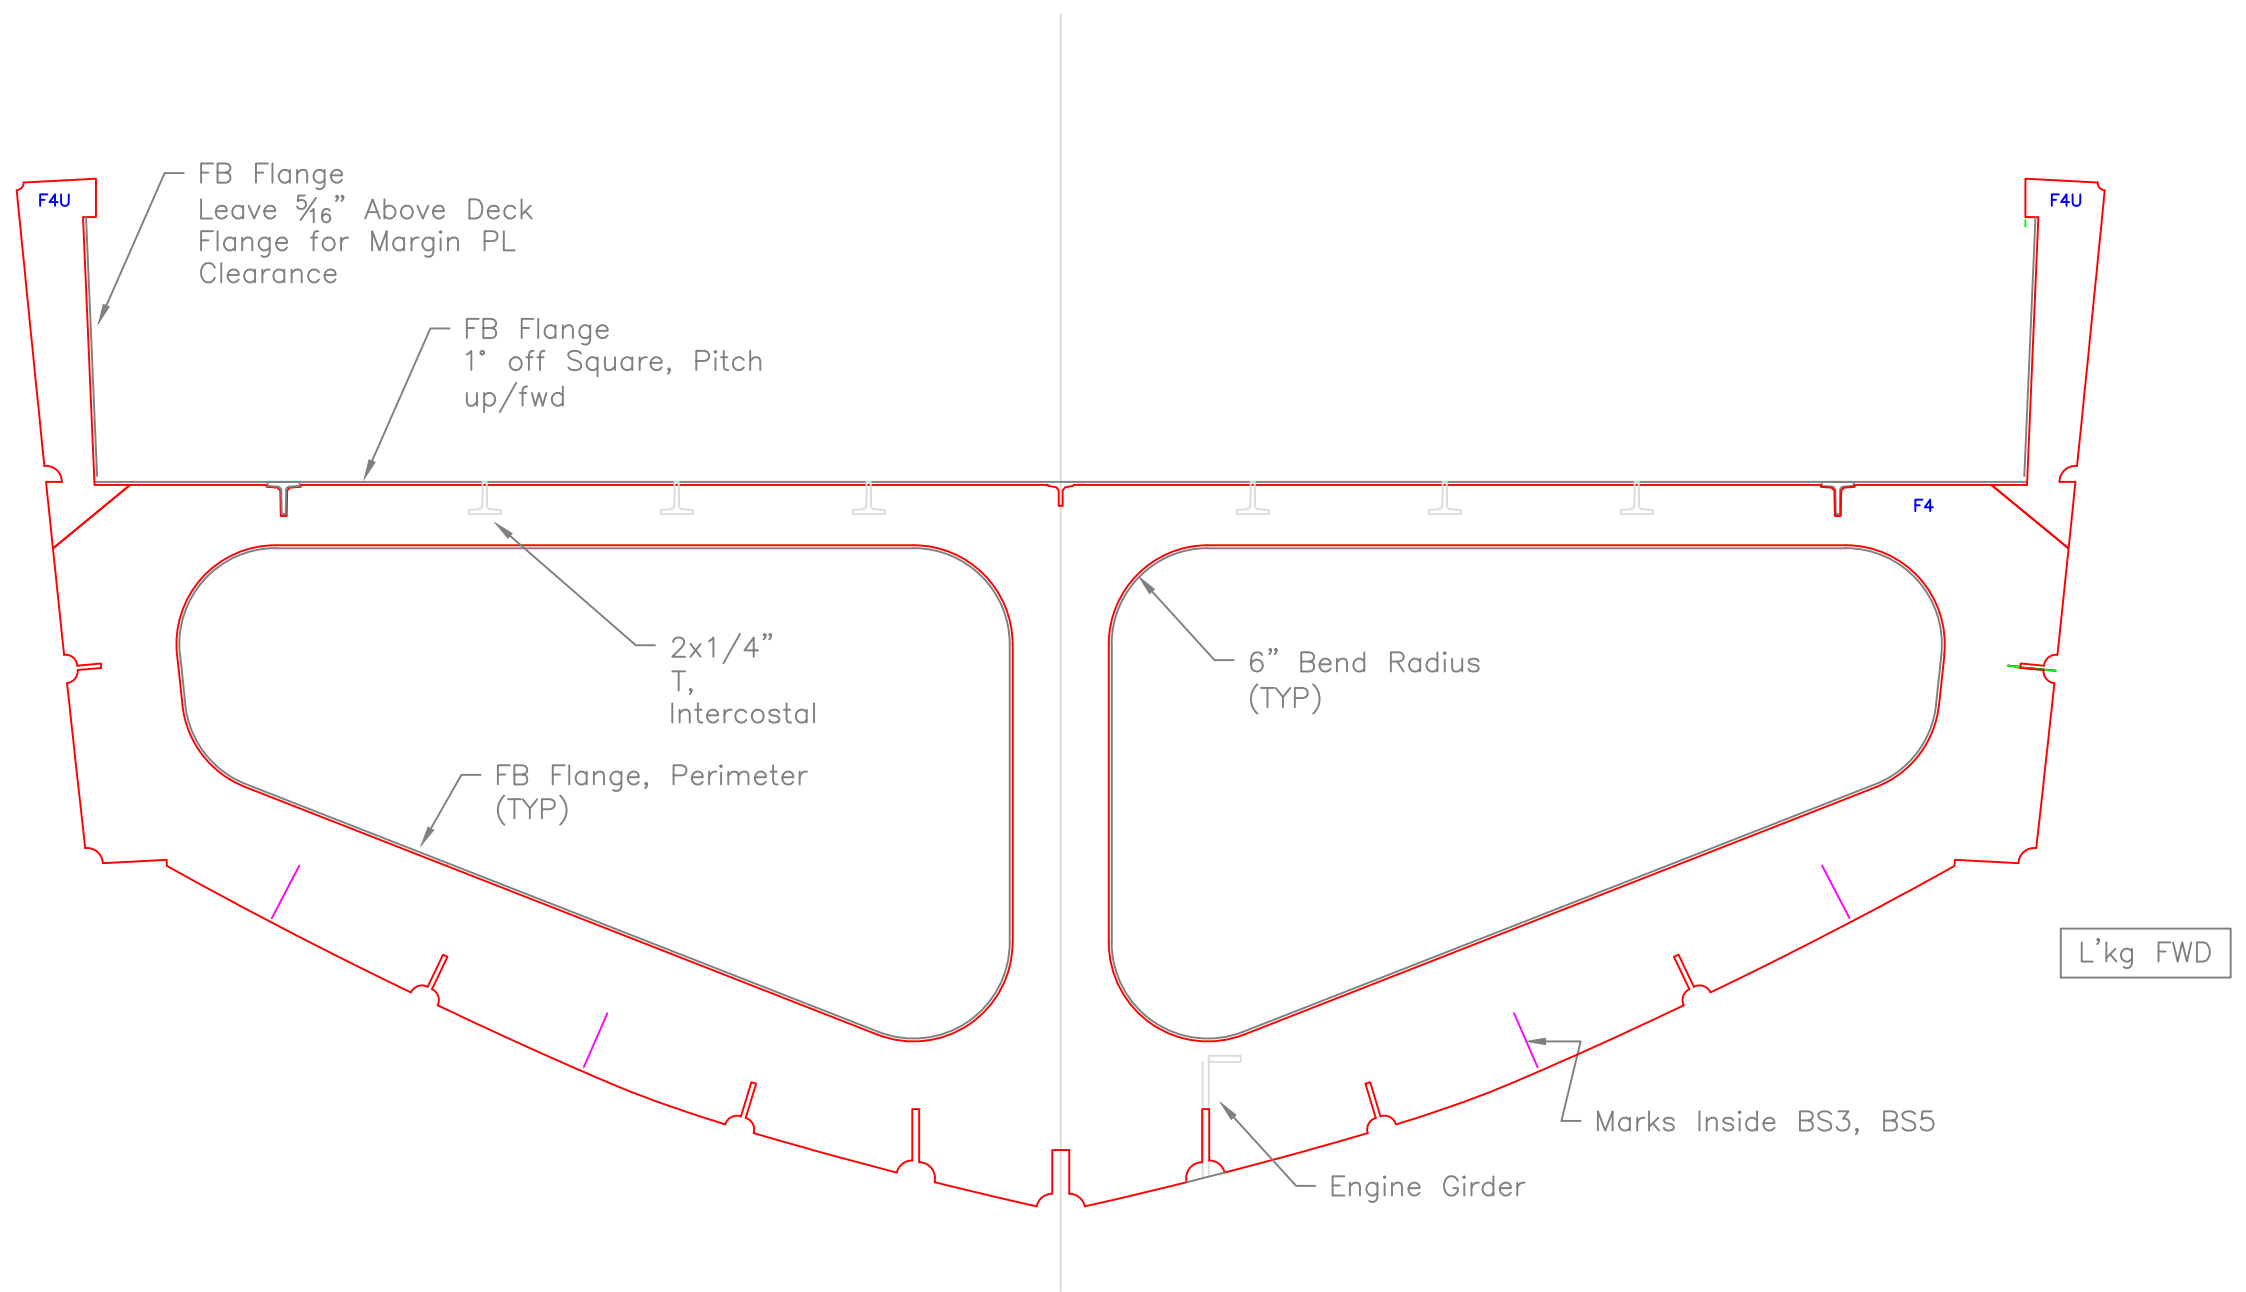 FB Flange
Leave 5/16" Above Deck
Flange for Margin PL
Clearance
F4U
F4U
FB Flange
1° off Square, Pitch
up/fwd
F4
2x1/4"
T,
Intercostal
6" Bend Radius
(TYP)
FB Flange, Perimeter
(TYP)
L'kg FWD
Marks Inside BS3, BS5
Engine Girder